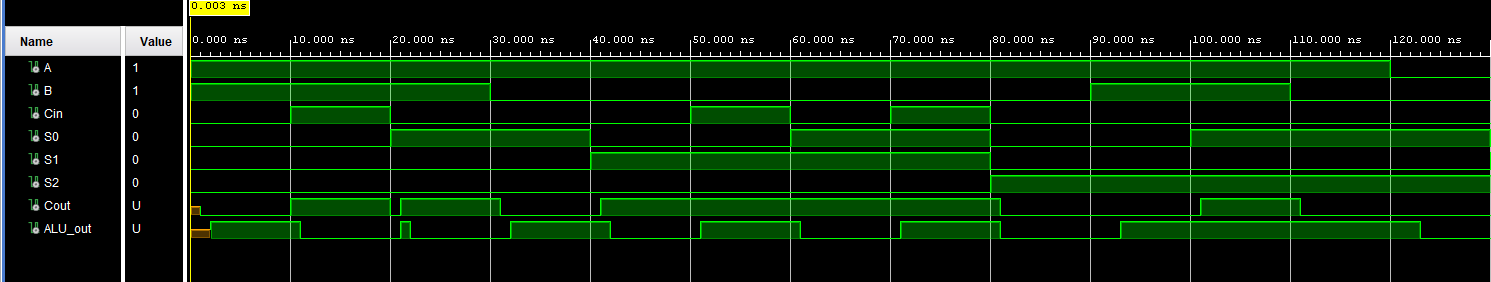 0.003 ns
Name Value 0.000 ns 10.000 ns 20.000 ns 30.000 ns 40.000 ns 50.000 ns 60.000 ns 70.000 ns 80.000 ns 90.000 ns 100.000 ns 110.000 ns 120.000 ns
A 1
B 1
Cin 0
S0 0
S1 0
S2 0
Cout U
ALU_out U